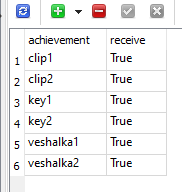 achievement receive
1 clip1 True
2 clip2 True
3 key1 True
4 key2 True
5 veshalka1 True
6 veshalka2 True